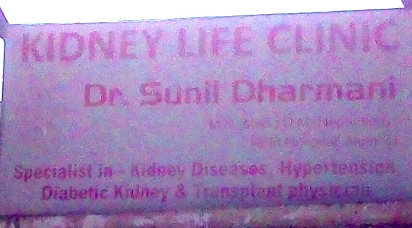 KIDNEY LIFE CLINIC
Dr. Sunil Dharmani
Specialist in - Kidney Diseases, Hypertension
Diabetic Kidney & Transplant physician